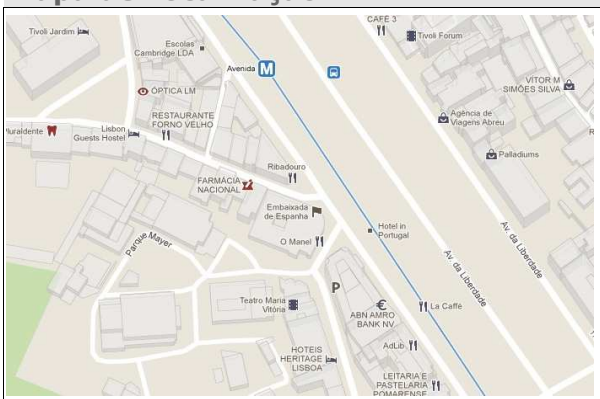 CAFÉ 3
Tivoli Jardim
Tivoli Forum
Escolas
Cambridge LDA
Avenida M
VITOR M
SIMÕES SILVA
ÓPTICA LM
RESTAURANTE
FORNO VELHO
Agência de
Viagens Abreu
Pluraldente
Lisbon
Guests Hostel
Palladiums
Ribadouro
FARMÁCIA
NACIONAL
Embaixada
de Espanha
Hotel in
Portugal
O Manel
Parque Mayer
Av. da Liberdade
Av. da Liberdade
P
Teatro Maria
Vitória
€
ABN AMRO
BANK NV
La Caffé
AdLib
HOTEIS
HERITAGE
LISBOA
LEITARIA E
PASTELARIA
POMARENSE